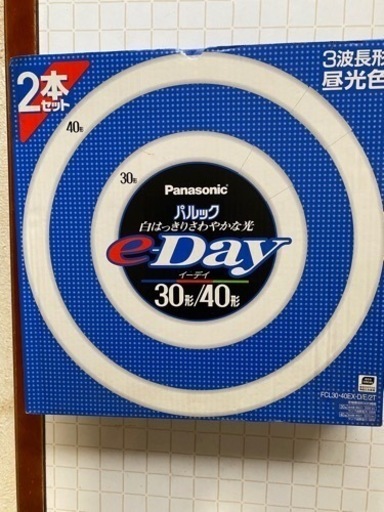 2本
セット
3波長形
昼光色
40形
30形
Panasonic
パルック
白はっきりさわやかな光
e-Day
イーデイ
30形/40形
FCL30・40EX-D/E/2T